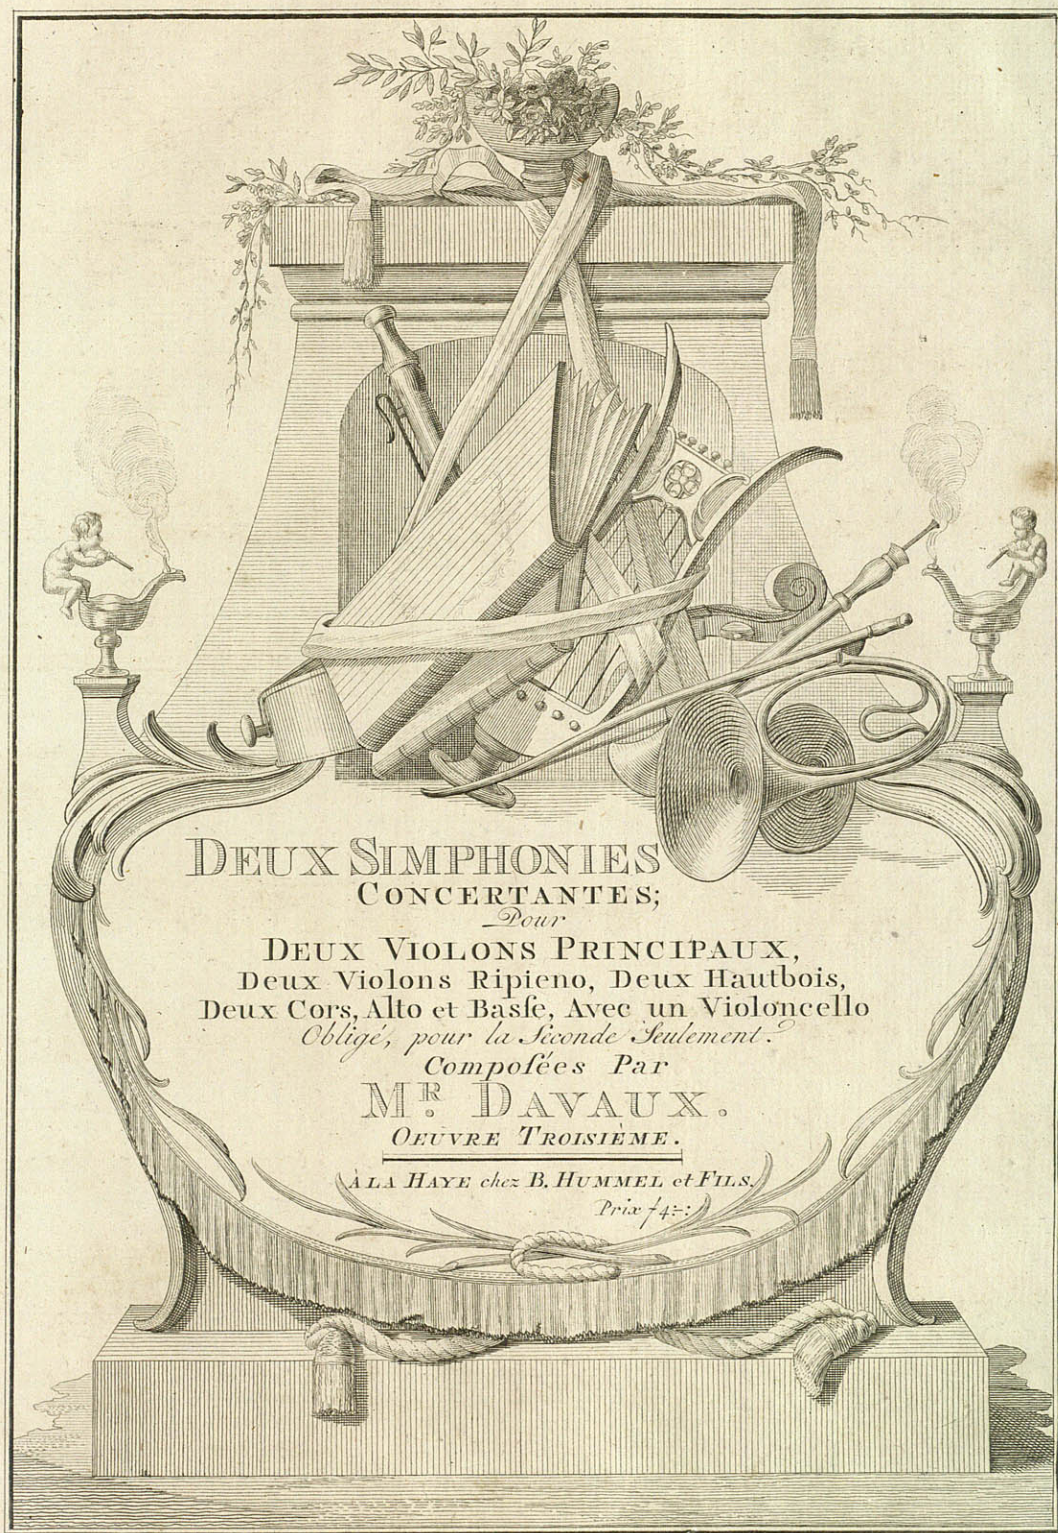 DEUX SIMPHONIES
CONCERTANTES;
Pour
DEUX VIOLONS PRINCIPAUX,
Deux Violons Ripieno, Deux Hautbois,
Deux Cors, Alto et Basſe, Avec un Violoncello
Obligé, pour la Seconde Seulement.
Compoſées Par
MR. DAVAUX.
OEUVRE TROISIÈME.
À LA HAYE chez B. HUMMEL et FILS.
Prix f 4=: